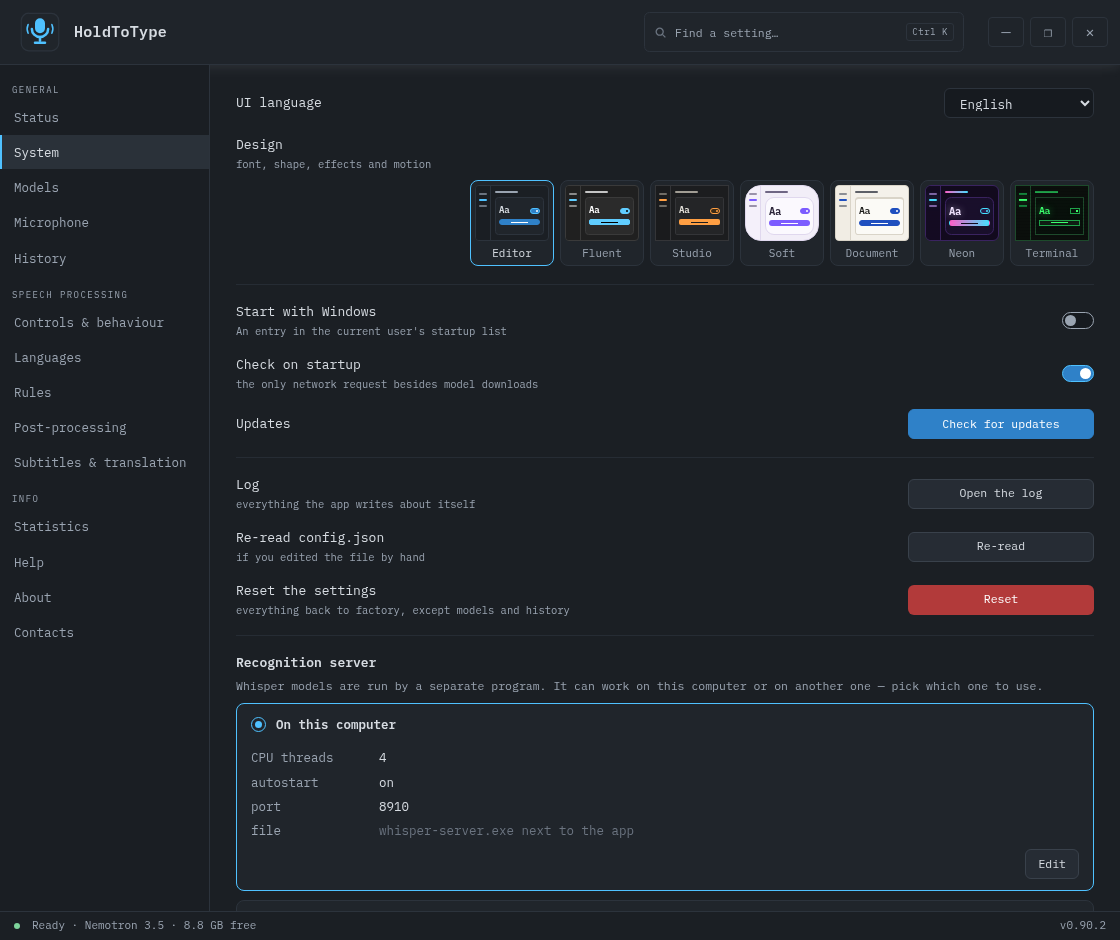 HoldToType
Find a setting…
Ctrl K
GENERAL
Status
System
Models
Microphone
History
SPEECH PROCESSING
Controls & behaviour
Languages
Rules
Post-processing
Subtitles & translation
INFO
Statistics
Help
About
Contacts
UI language
English
Design
font, shape, effects and motion
Aa
Aa
Aa
Aa
Aa
Aa
Aa
Editor
Fluent
Studio
Soft
Document
Neon
Terminal
Start with Windows
An entry in the current user's startup list
Check on startup
the only network request besides model downloads
Updates
Check for updates
Log
everything the app writes about itself
Open the log
Re-read config.json
if you edited the file by hand
Re-read
Reset the settings
everything back to factory, except models and history
Reset
Recognition server
Whisper models are run by a separate program. It can work on this computer or on another one — pick which one to use.
On this computer
CPU threads 4
autostart on
port 8910
file whisper-server.exe next to the app
Edit
Ready · Nemotron 3.5 · 8.8 GB free
v0.90.2